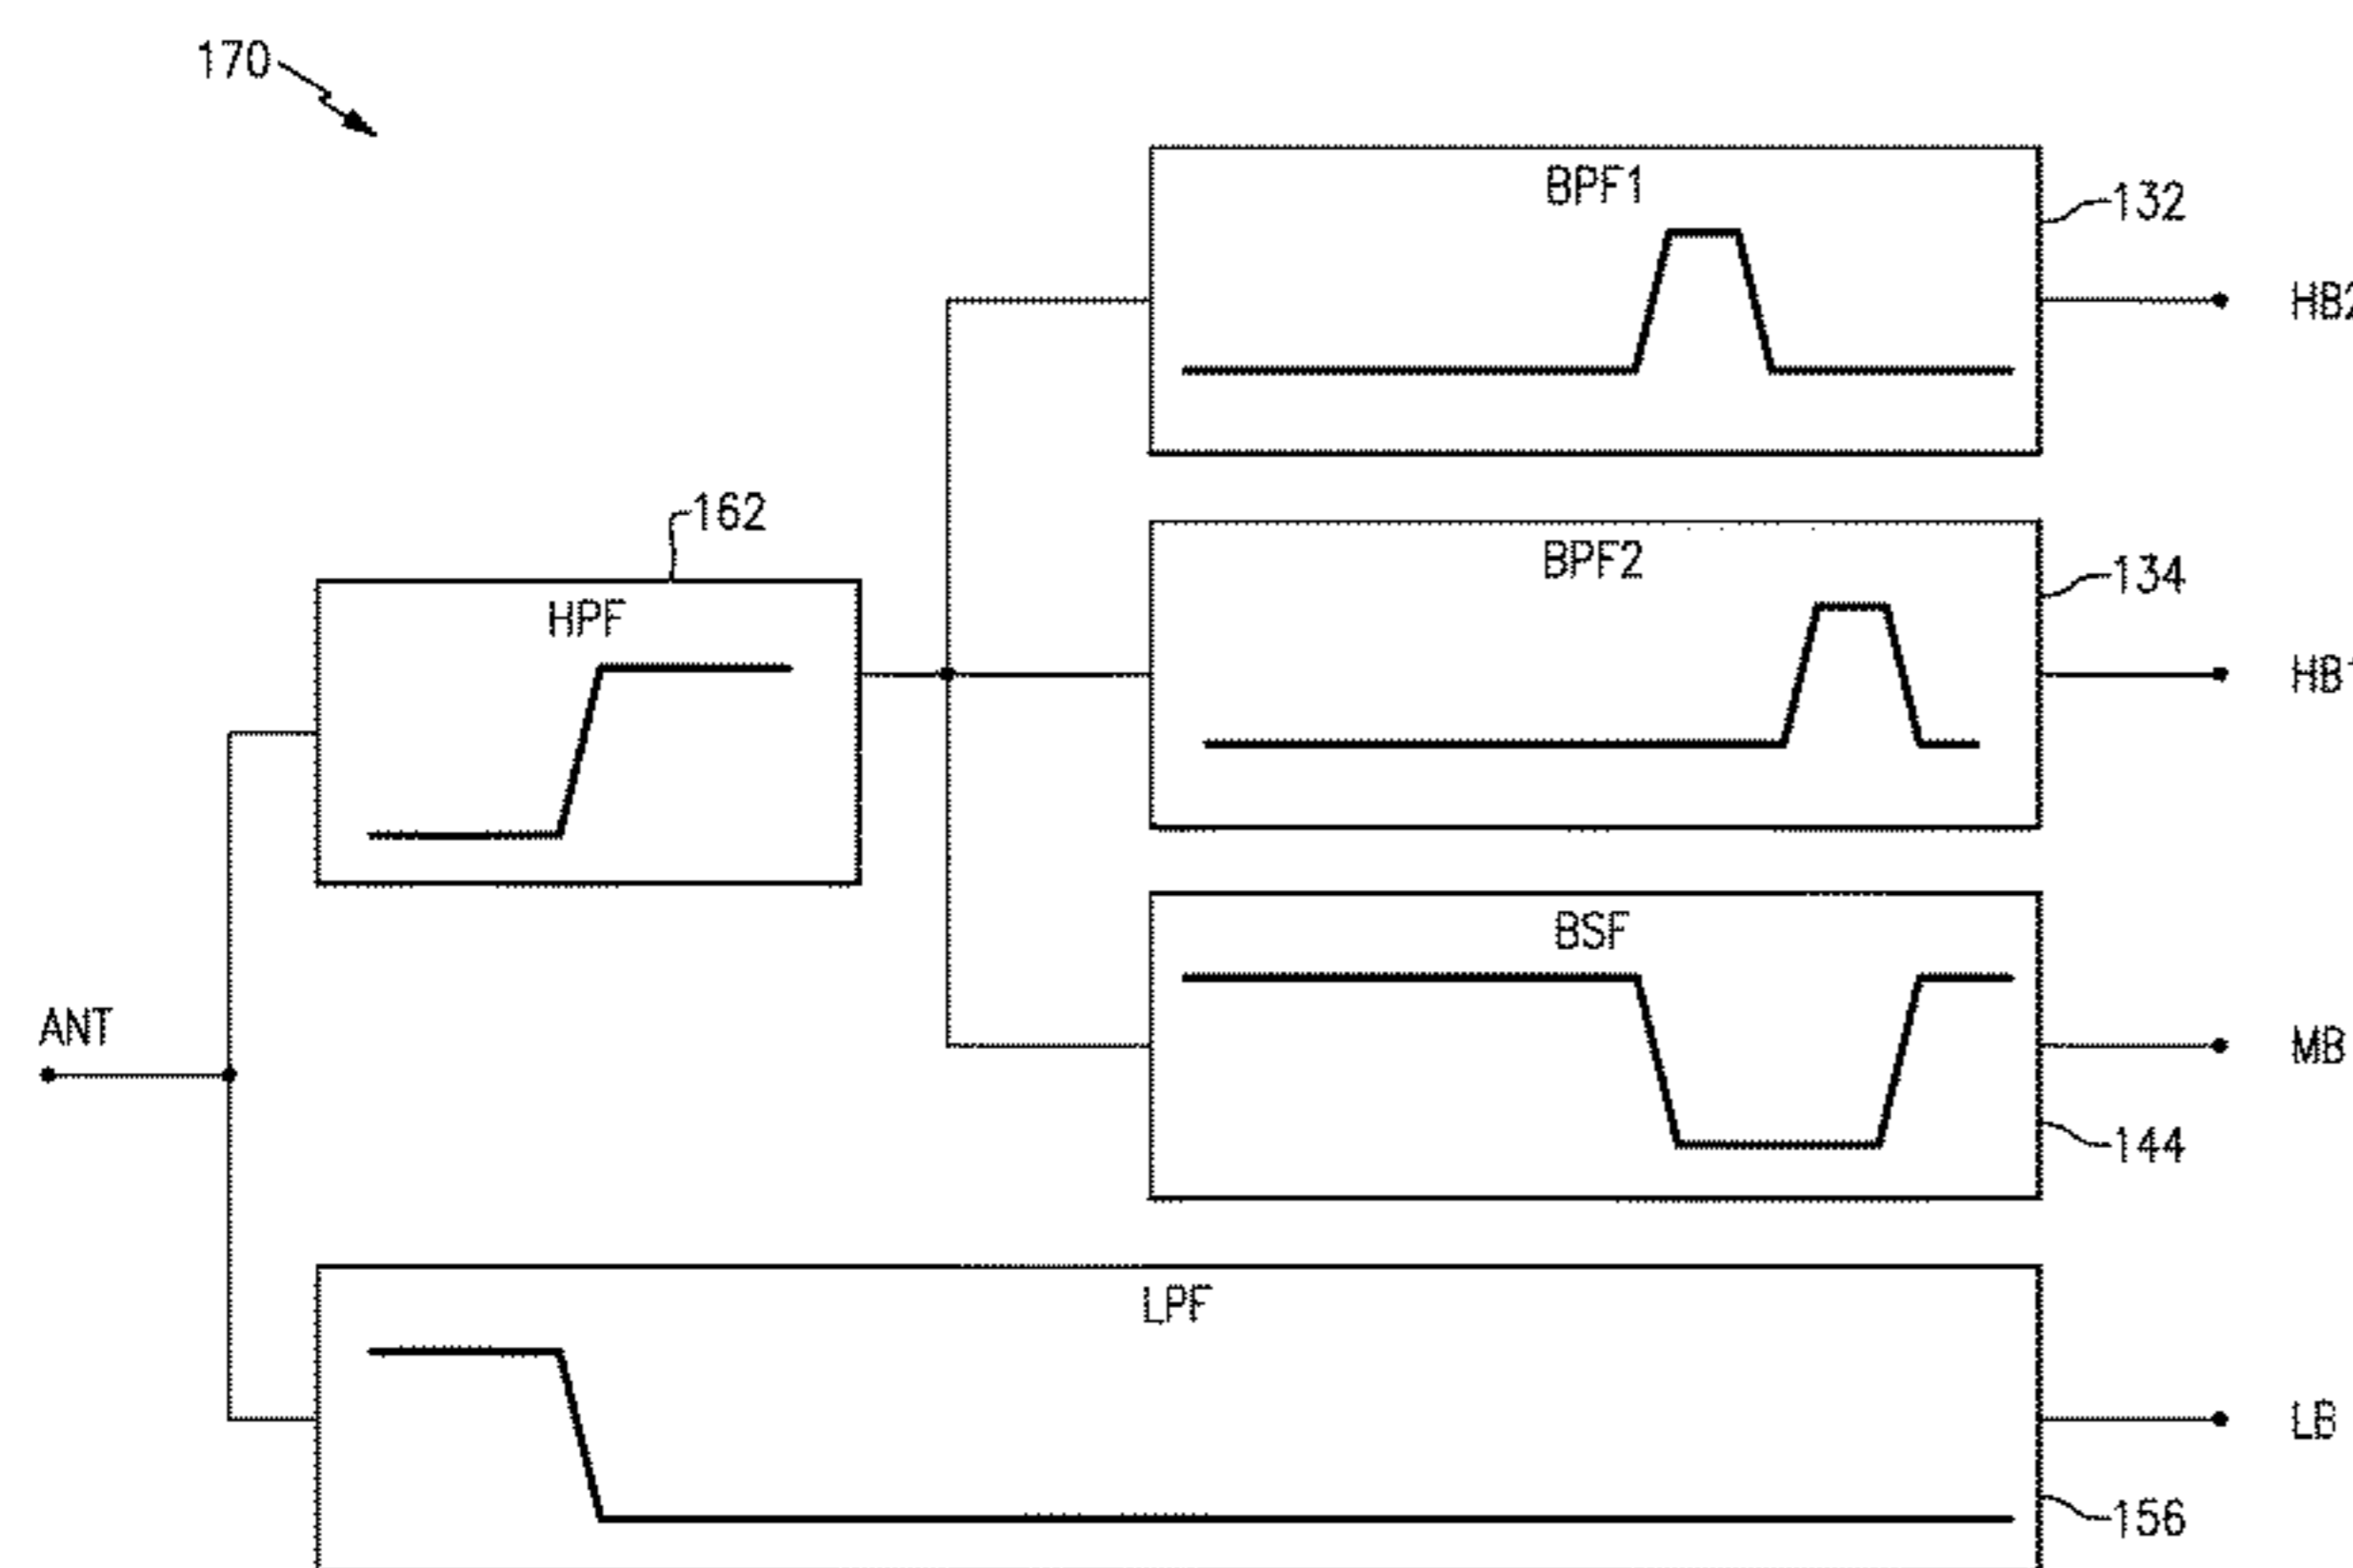 170
BPF1
132
HB2
162
BPF2
134
HPF
HB1
BSF
ANT
MB
144
LPF
LB
156